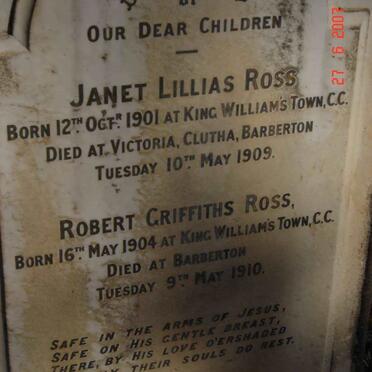 OUR DEAR CHILDREN
JANET LILLIAS ROSS
BORN 12TH OCTR 1901 AT KING WILLIAM'S TOWN, C.C.
DIED AT VICTORIA, CLUTHA, BARBERTON
TUESDAY 10TH MAY 1909.
ROBERT GRIFFITHS ROSS,
BORN 16TH MAY 1904 AT KING WILLIAM'S TOWN, C.C.
DIED AT BARBERTON
TUESDAY 9TH MAY 1910.
SAFE IN THE ARMS OF JESUS,
SAFE ON HIS GENTLE BREAST,
THERE, BY HIS LOVE O'ERSHADED
THEIR SOULS DO REST.
27 6 2007